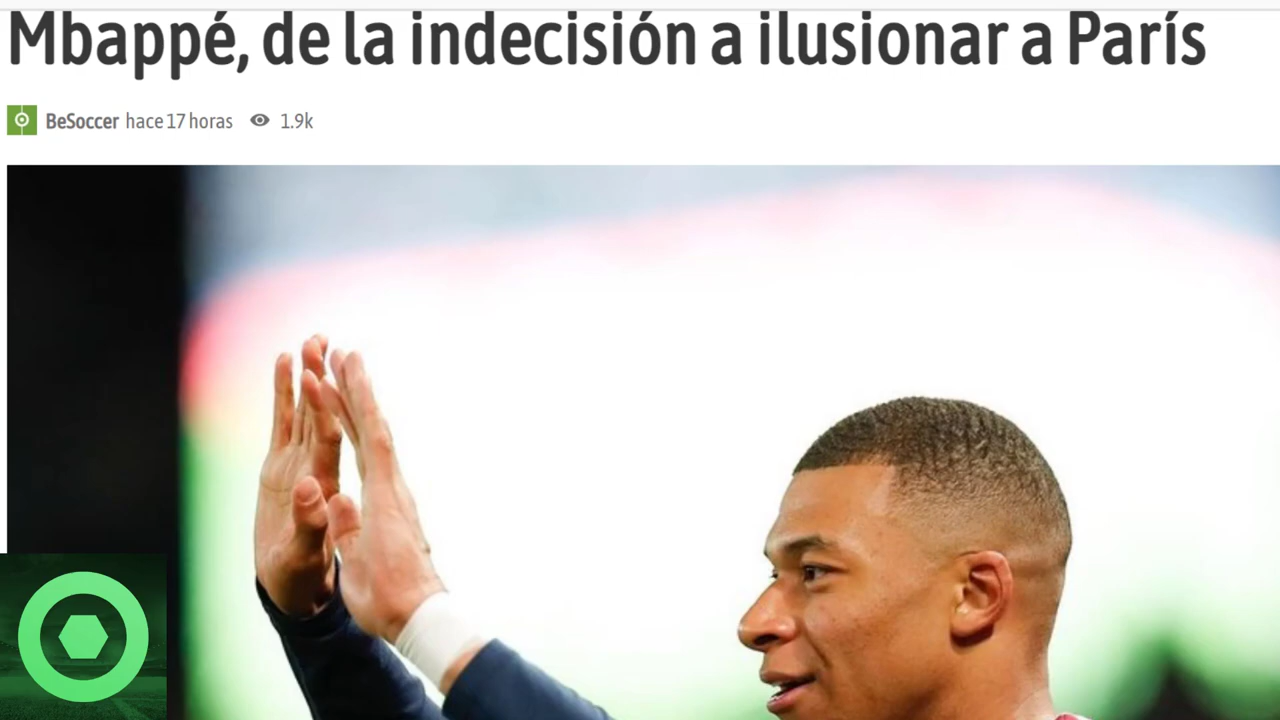 Mbappé, de la indecisión a ilusionar a París
BeSoccer hace 17 horas 1.9k